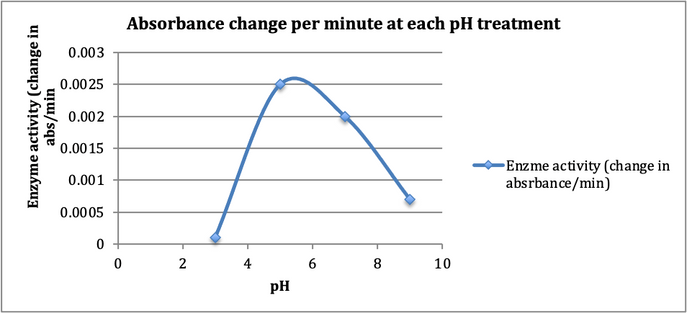 Absorbance change per minute at each pH treatment
Enzyme activity (change in
abs/min
0.003
0.0025
0.002
0.0015
0.001
0.0005
0
0 2 4 6 8 10
pH
Enzme activity (change in
absrbance/min)